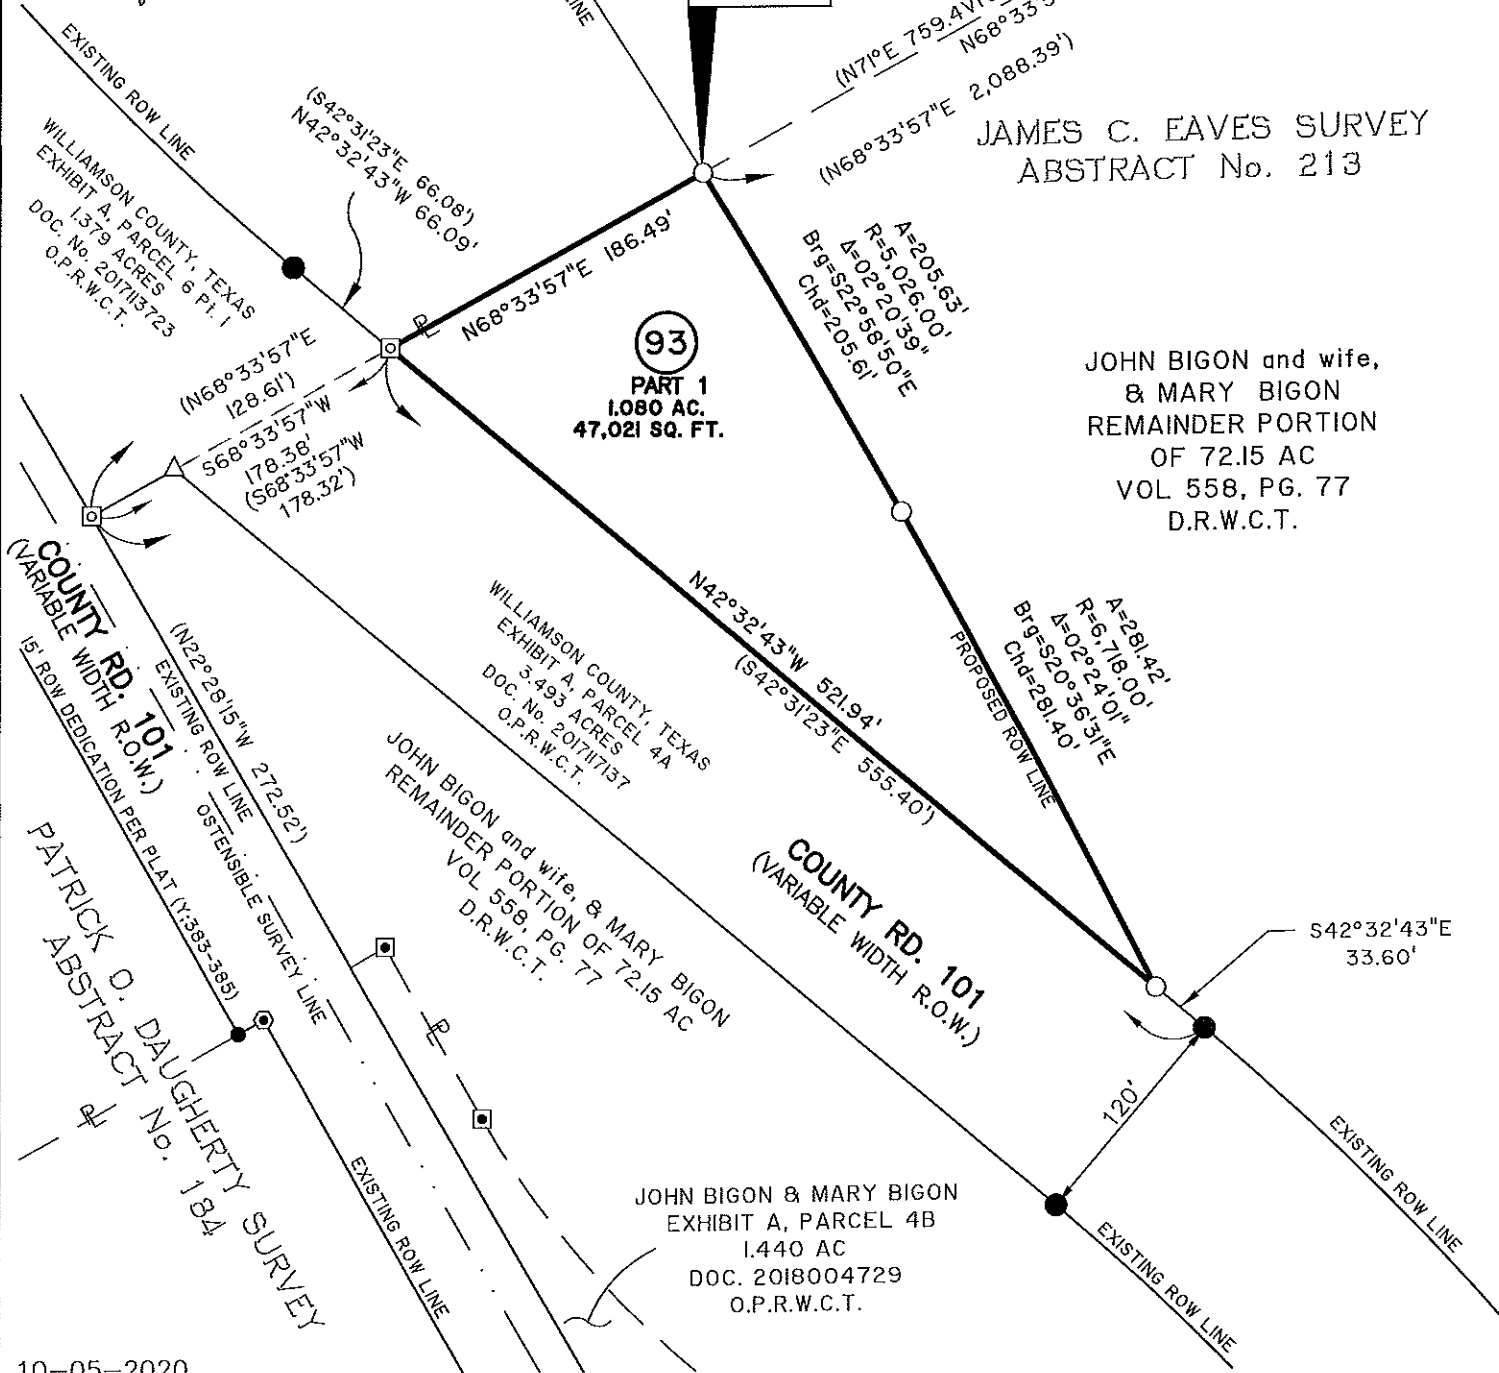 LINE
(N71°E 759.4V
N68°33'5
(N68°33'57"E 2,088.39')
JAMES C. EAVES SURVEY
ABSTRACT No. 213
EXISTING ROW LINE
(S42°31'23"E 66.08')
N42°32'43"W 66.09'
WILLIAMSON COUNTY, TEXAS
EXHIBIT A, PARCEL 6 Pt. 1
1.379 ACRES
DOC. No. 2017113723
O.P.R.W.C.T.
N68°33'57"E 186.49'
PL
A=205.63'
R=5,026.00'
Δ=02°20'39"
Brg=S22°58'50"E
Chd=205.61'
93
PART 1
1.080 AC.
47,021 SQ. FT.
JOHN BIGON and wife,
& MARY BIGON
REMAINDER PORTION
OF 72.15 AC
VOL 558, PG. 77
D.R.W.C.T.
(N68°33'57"E
128.61')
S68°33'57"W
178.38'
(S68°33'57"W
178.32')
COUNTY RD. 101
(VARIABLE WIDTH R.O.W.)
15' ROW DEDICATION PER PLAT (Y:383-385)
(N22°28'15"W 272.52')
EXISTING ROW LINE
OSTENSIBLE SURVEY LINE
WILLIAMSON COUNTY, TEXAS
EXHIBIT A, PARCEL 4A
3.493 ACRES
DOC. No. 2017117137
O.P.R.W.C.T.
N42°32'43"W 521.94'
(S42°31'23"E 555.40')
PROPOSED ROW LINE
A=281.42'
R=6,718.00'
Δ=02°24'01"
Brg=S20°36'31"E
Chd=281.40'
JOHN BIGON and wife, & MARY BIGON
REMAINDER PORTION OF 72.15 AC
VOL 558, PG. 77
D.R.W.C.T.
COUNTY RD. 101
(VARIABLE WIDTH R.O.W.)
S42°32'43"E
33.60'
PATRICK D. DAUGHERTY SURVEY
ABSTRACT No. 184
PL
PL
120'
EXISTING ROW LINE
EXISTING ROW LINE
EXISTING ROW LINE
JOHN BIGON & MARY BIGON
EXHIBIT A, PARCEL 4B
1.440 AC
DOC. 2018004729
O.P.R.W.C.T.
10-05-2020